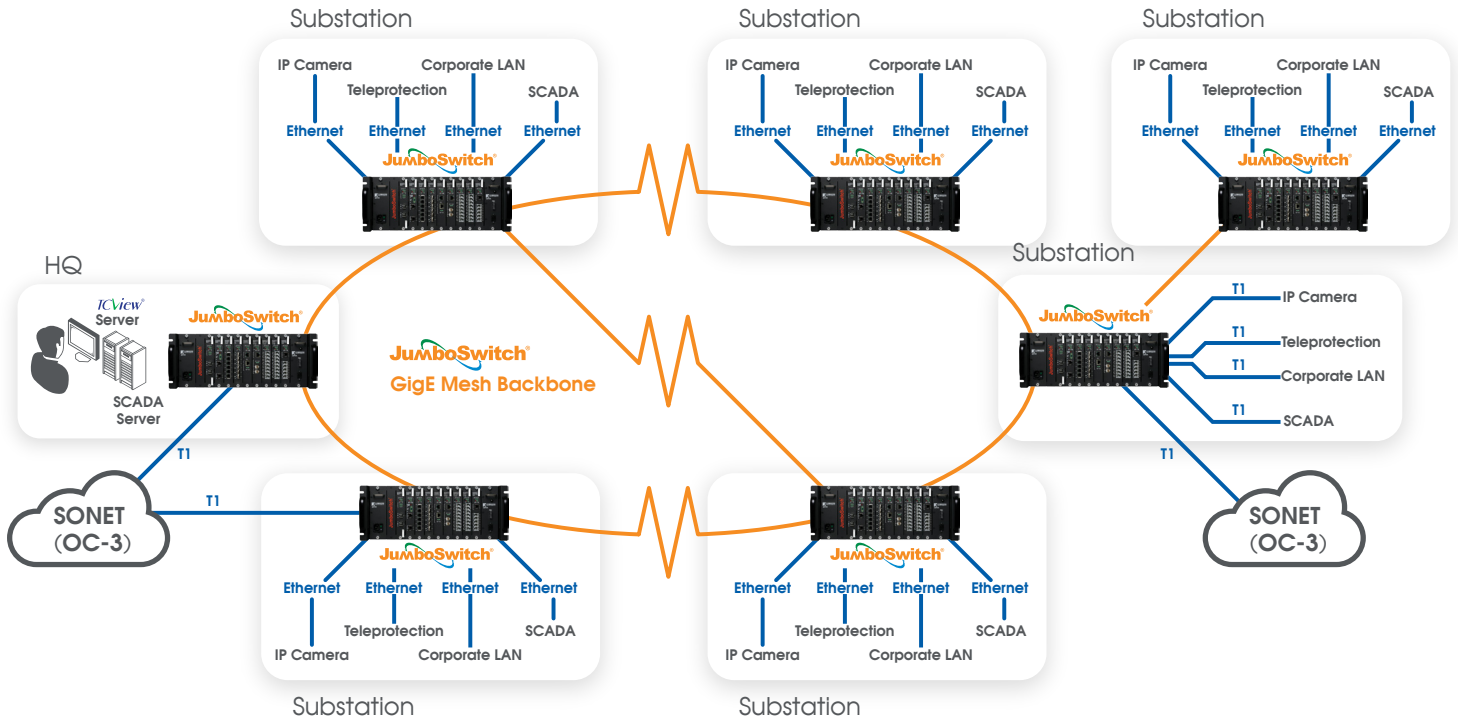 Substation
IP Camera
Corporate LAN
Teleprotection
SCADA
Ethernet
Ethernet
Ethernet
Ethernet
JumboSwitch®
Substation
IP Camera
Corporate LAN
Teleprotection
SCADA
Ethernet
Ethernet
Ethernet
Ethernet
JumboSwitch®
Substation
IP Camera
Corporate LAN
Teleprotection
SCADA
Ethernet
Ethernet
Ethernet
Ethernet
JumboSwitch®
HQ
ICView®
Server
SCADA
Server
JumboSwitch®
JumboSwitch®
GigE Mesh Backbone
Substation
JumboSwitch®
T1
IP Camera
T1
Teleprotection
T1
Corporate LAN
T1
SCADA
T1
T1
T1
SONET
(OC-3)
SONET
(OC-3)
JumboSwitch®
Ethernet
Ethernet
Ethernet
Ethernet
Teleprotection
SCADA
IP Camera
Corporate LAN
Substation
JumboSwitch®
Ethernet
Ethernet
Ethernet
Ethernet
Teleprotection
SCADA
IP Camera
Corporate LAN
Substation